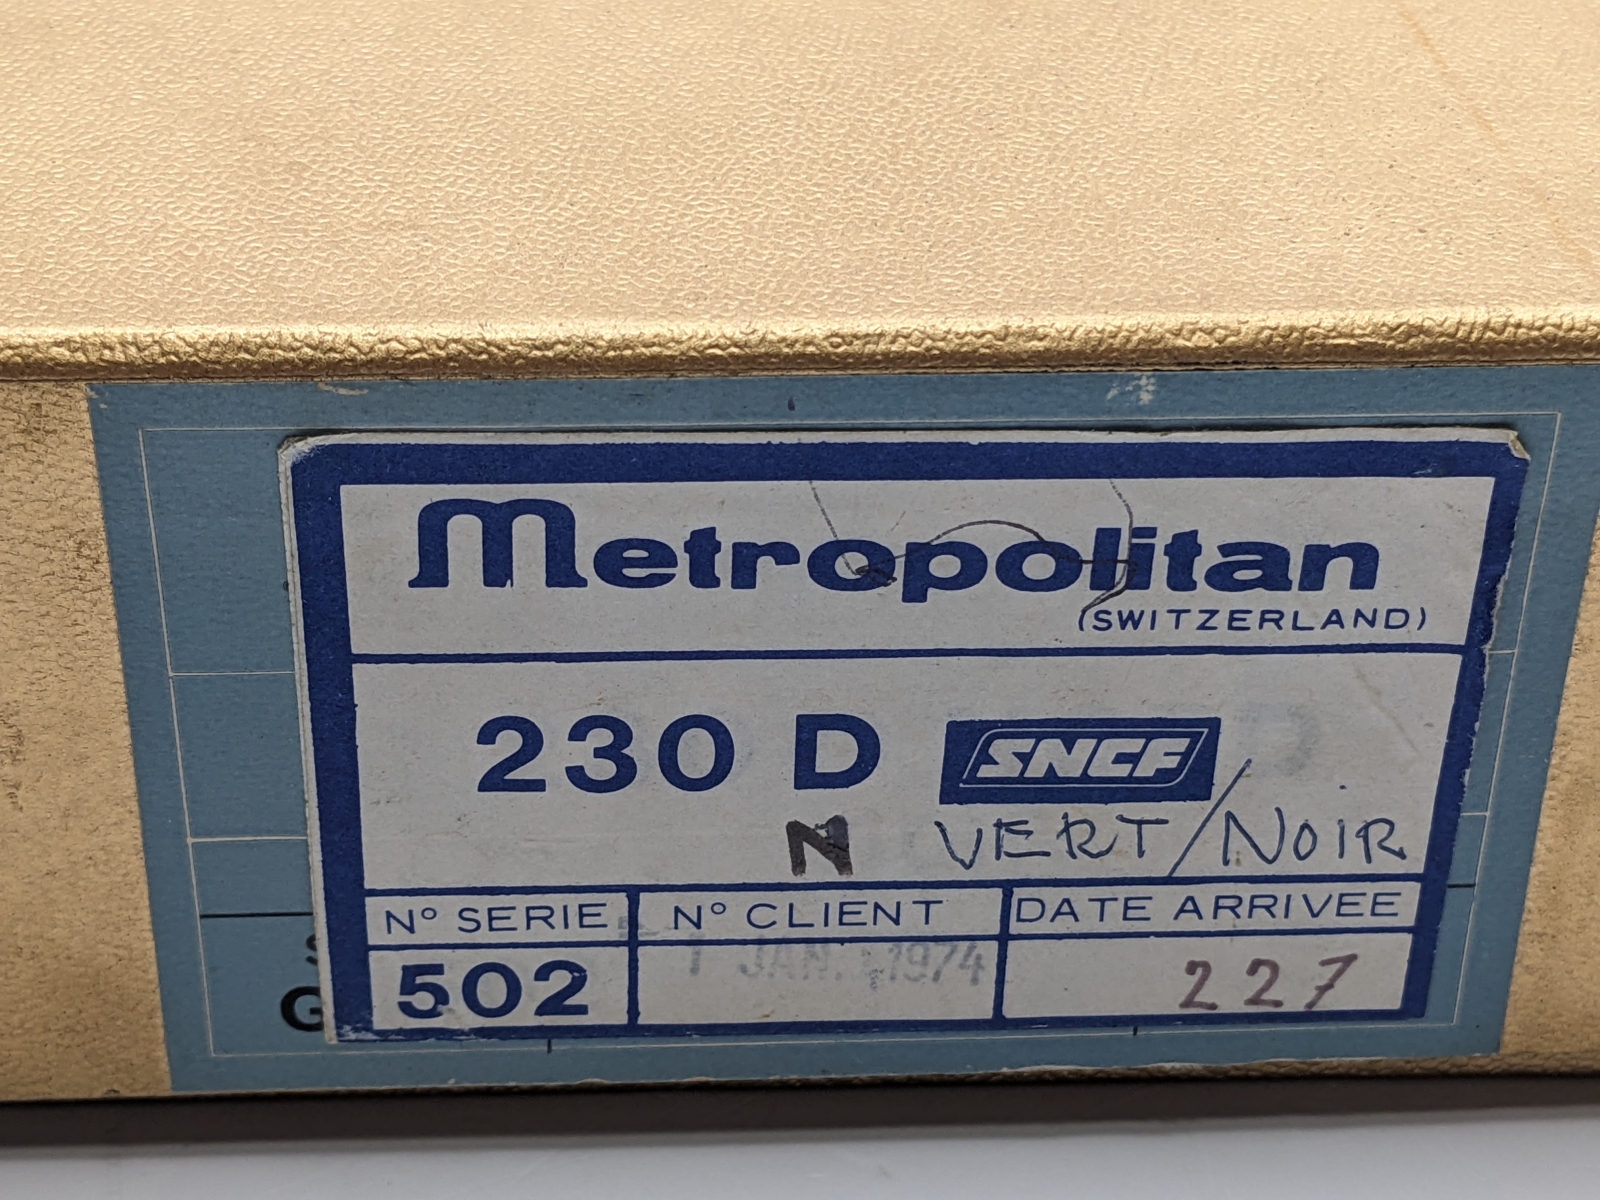 Metropolitan
(SWITZERLAND)
230 D SNCF
N VERT/NOIR
N° SERIE N° CLIENT DATE ARRIVEE
JAN. 1974
502 227
G